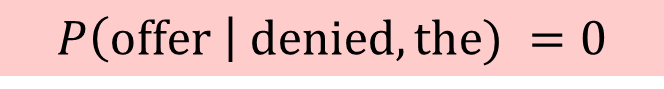 P(offer | denied, the) = 0